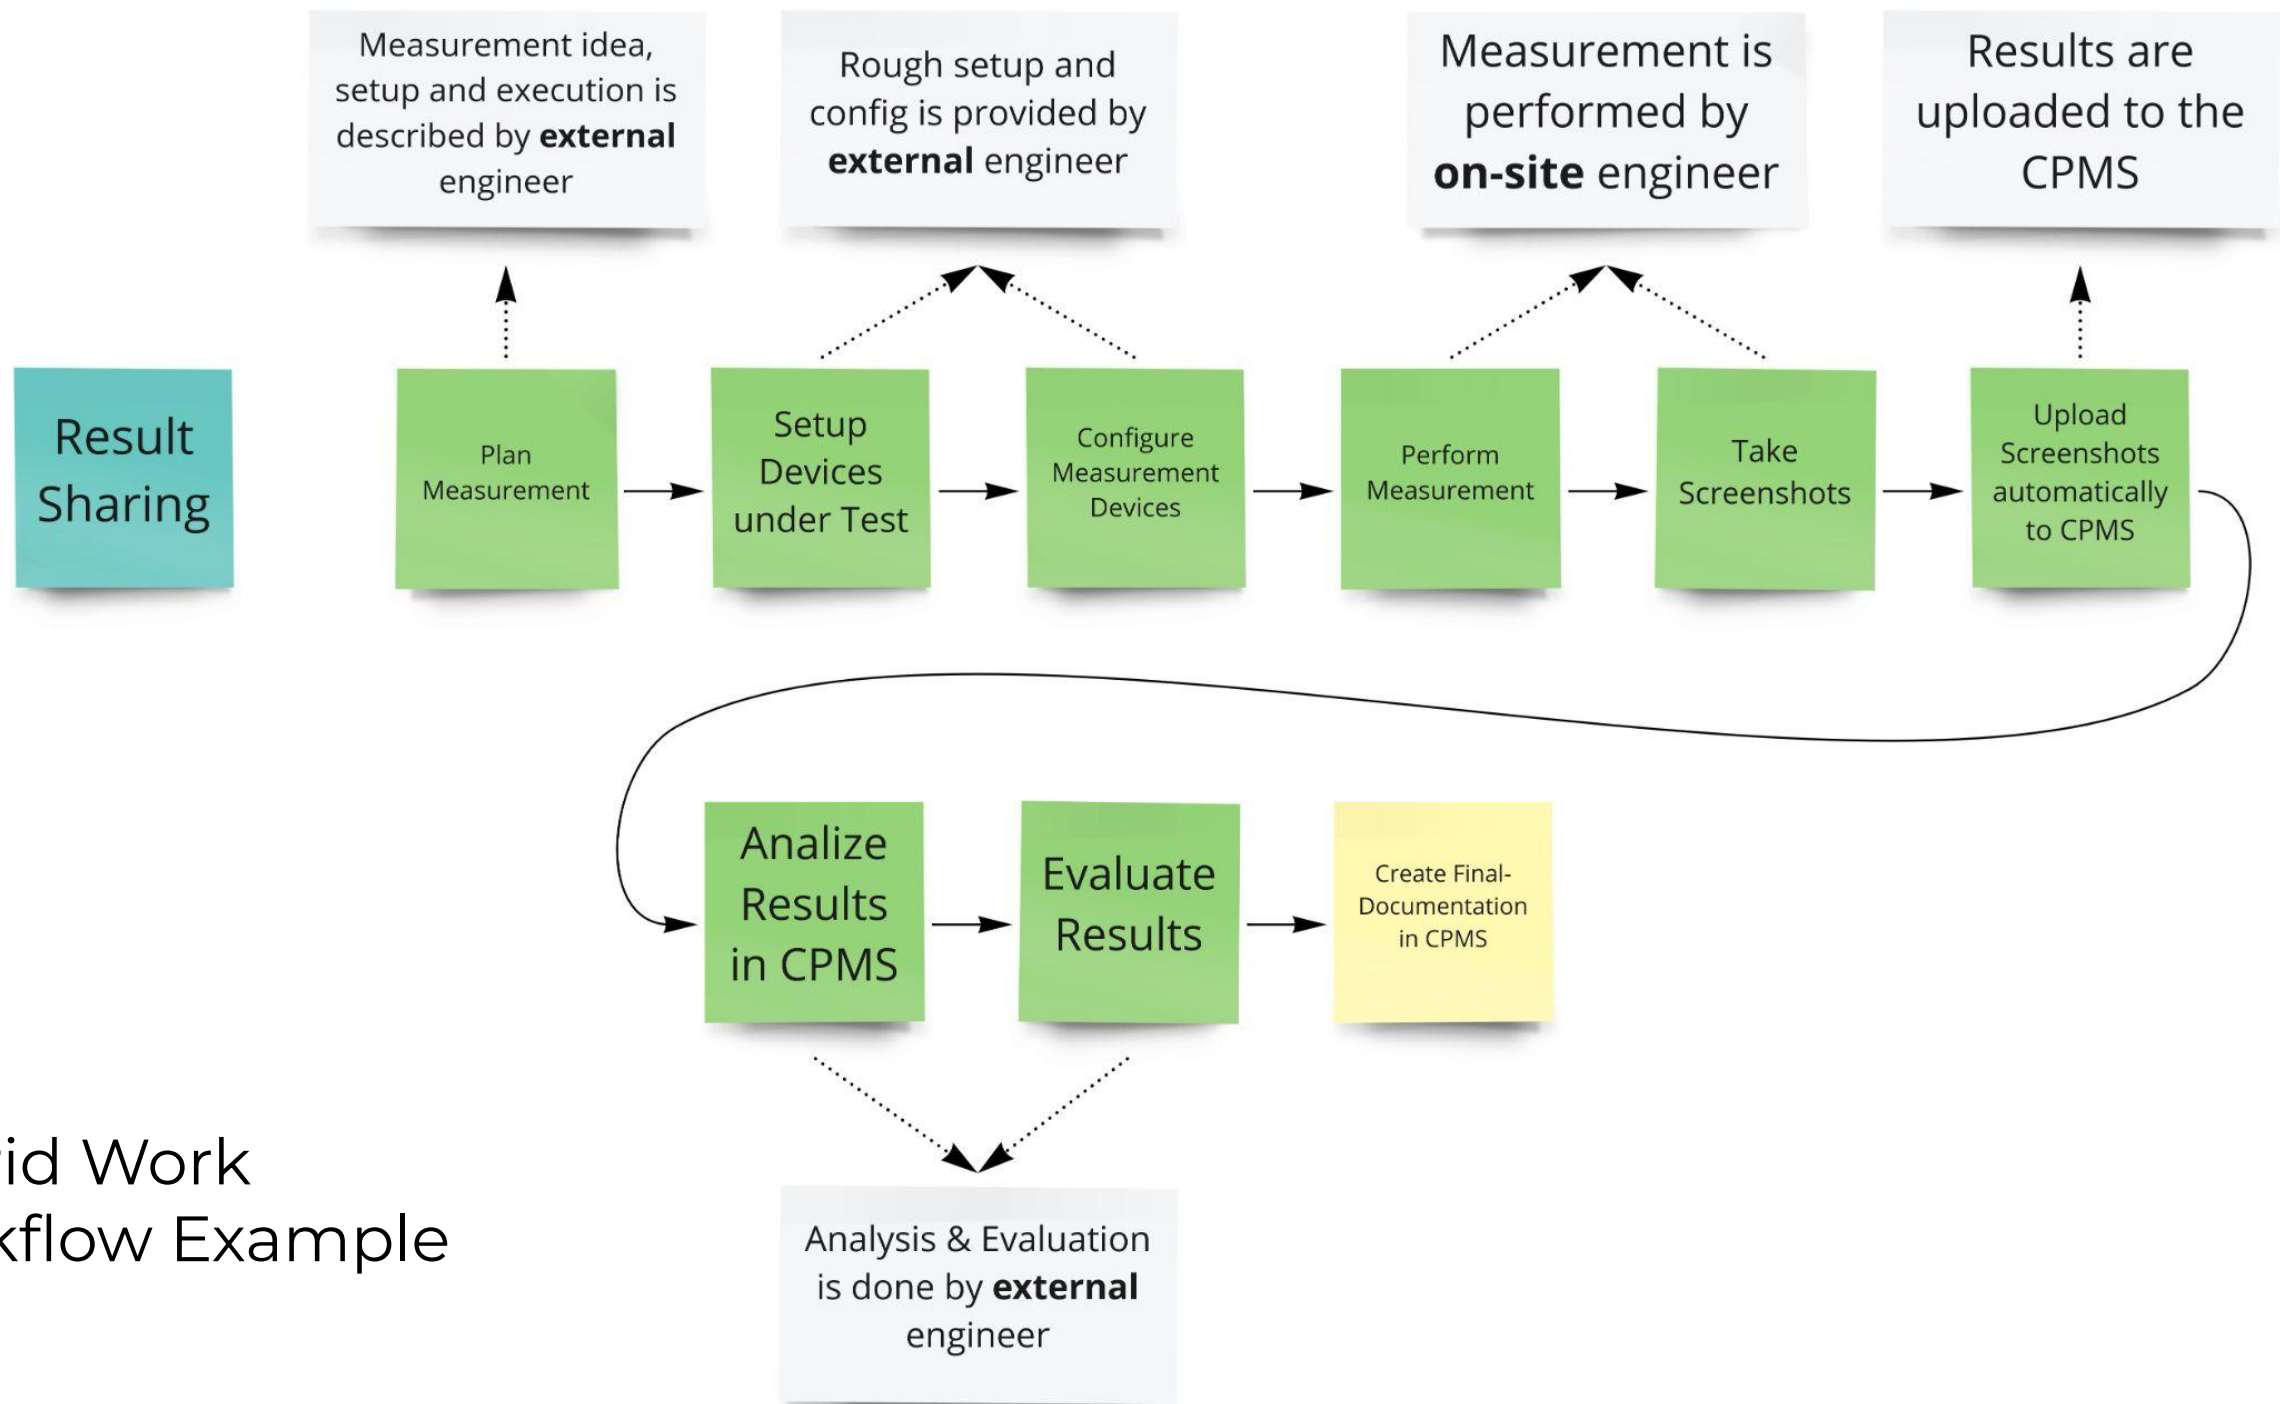 Measurement idea,
setup and execution is
described by external
engineer
Rough setup and
config is provided by
external engineer
Measurement is
performed by
on-site engineer
Results are
uploaded to the
CPMS
Result
Sharing
Plan
Measurement
Setup
Devices
under Test
Configure
Measurement
Devices
Perform
Measurement
Take
Screenshots
Upload
Screenshots
automatically
to CPMS
Analize
Results
in CPMS
Evaluate
Results
Create Final-
Documentation
in CPMS
Analysis & Evaluation
is done by external
engineer
Work
Example